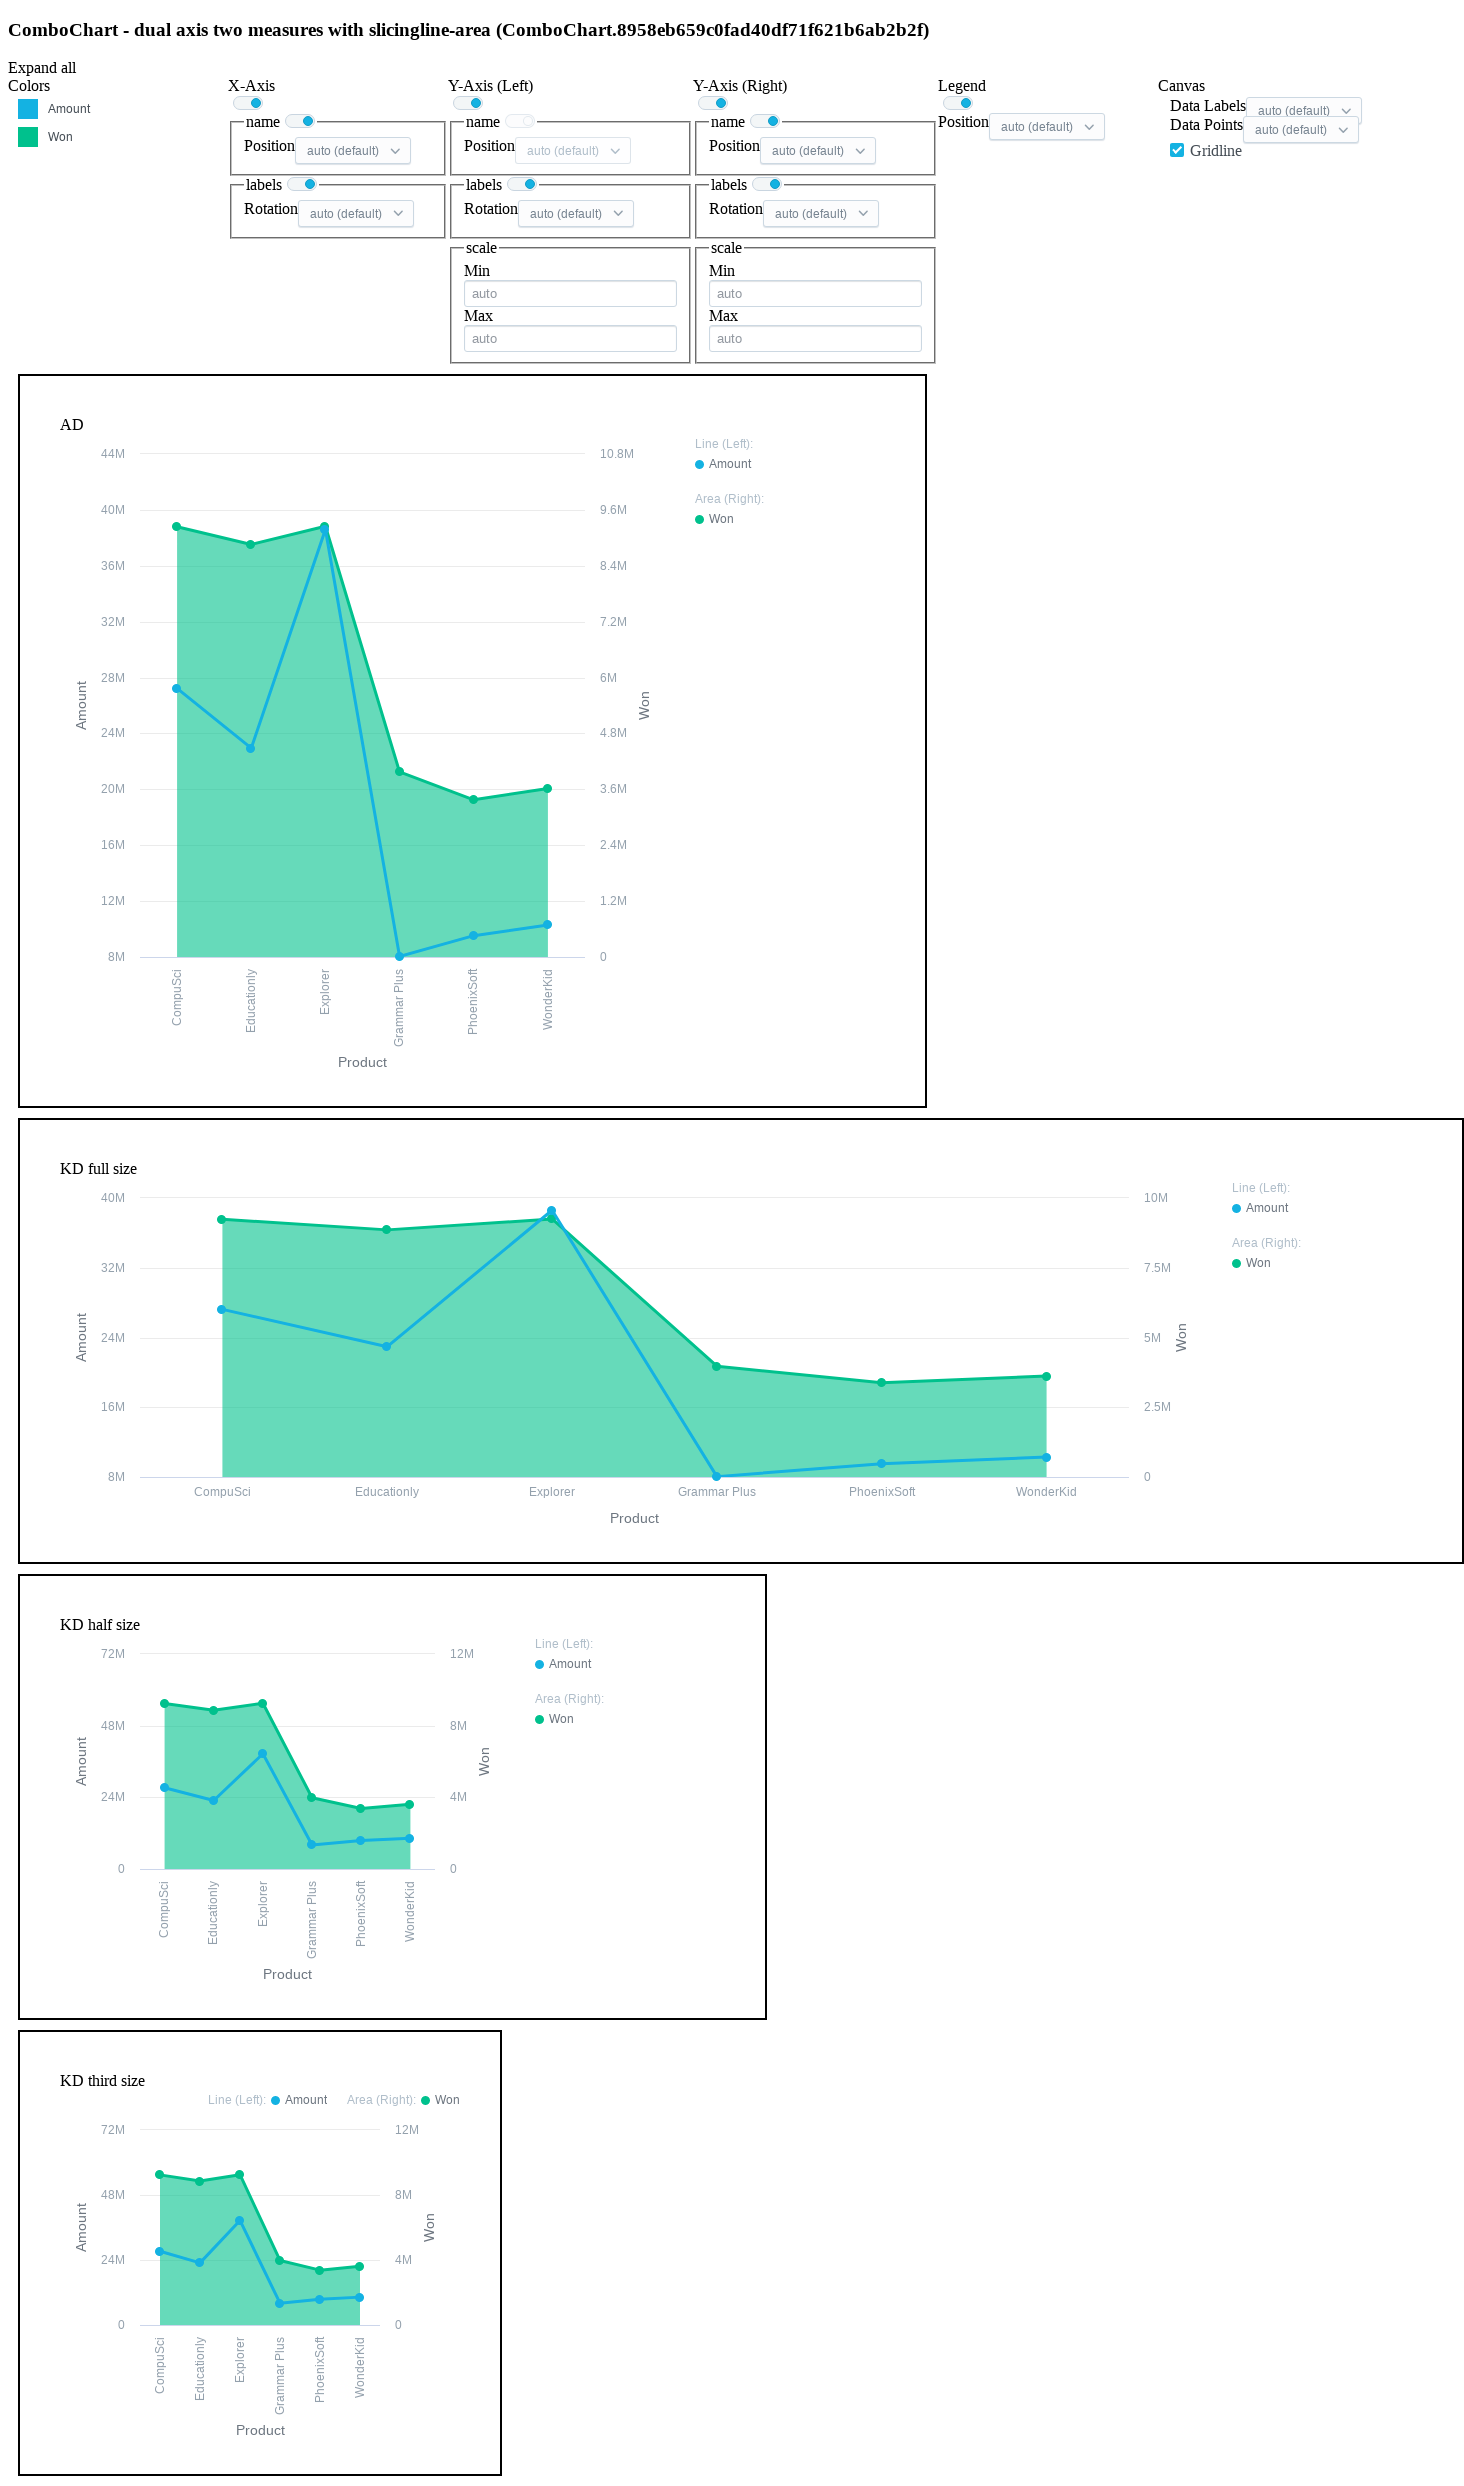 ComboChart - dual axis two measures with slicingline-area (ComboChart.8958eb659c0fad40df71f621b6ab2b2f)
Expand all
Colors
Amount
Won
X-Axis
name
Position auto (default)
labels
Rotation auto (default)
Y-Axis (Left)
name
Position auto (default)
labels
Rotation auto (default)
scale
Min
auto
Max
auto
Y-Axis (Right)
name
Position auto (default)
labels
Rotation auto (default)
scale
Min
auto
Max
auto
Legend
Position auto (default)
Canvas
Data Labels auto (default)
Data Points auto (default)
Gridline
AD
44M
40M
36M
32M
28M
24M
20M
16M
12M
8M
Amount
10.8M
9.6M
8.4M
7.2M
6M
4.8M
3.6M
2.4M
1.2M
0
Won
CompuSci
Educationly
Explorer
Grammar Plus
PhoenixSoft
WonderKid
Product
Line (Left):
Amount
Area (Right):
Won
KD full size
40M
32M
24M
16M
8M
Amount
10M
7.5M
5M
2.5M
0
Won
CompuSci Educationly Explorer Grammar Plus PhoenixSoft WonderKid
Product
Line (Left):
Amount
Area (Right):
Won
KD half size
72M
48M
24M
0
Amount
12M
8M
4M
0
Won
CompuSci
Educationly
Explorer
Grammar Plus
PhoenixSoft
WonderKid
Product
Line (Left):
Amount
Area (Right):
Won
KD third size
Line (Left): Amount Area (Right): Won
72M
48M
24M
0
Amount
12M
8M
4M
0
Won
CompuSci
Educationly
Explorer
Grammar Plus
PhoenixSoft
WonderKid
Product